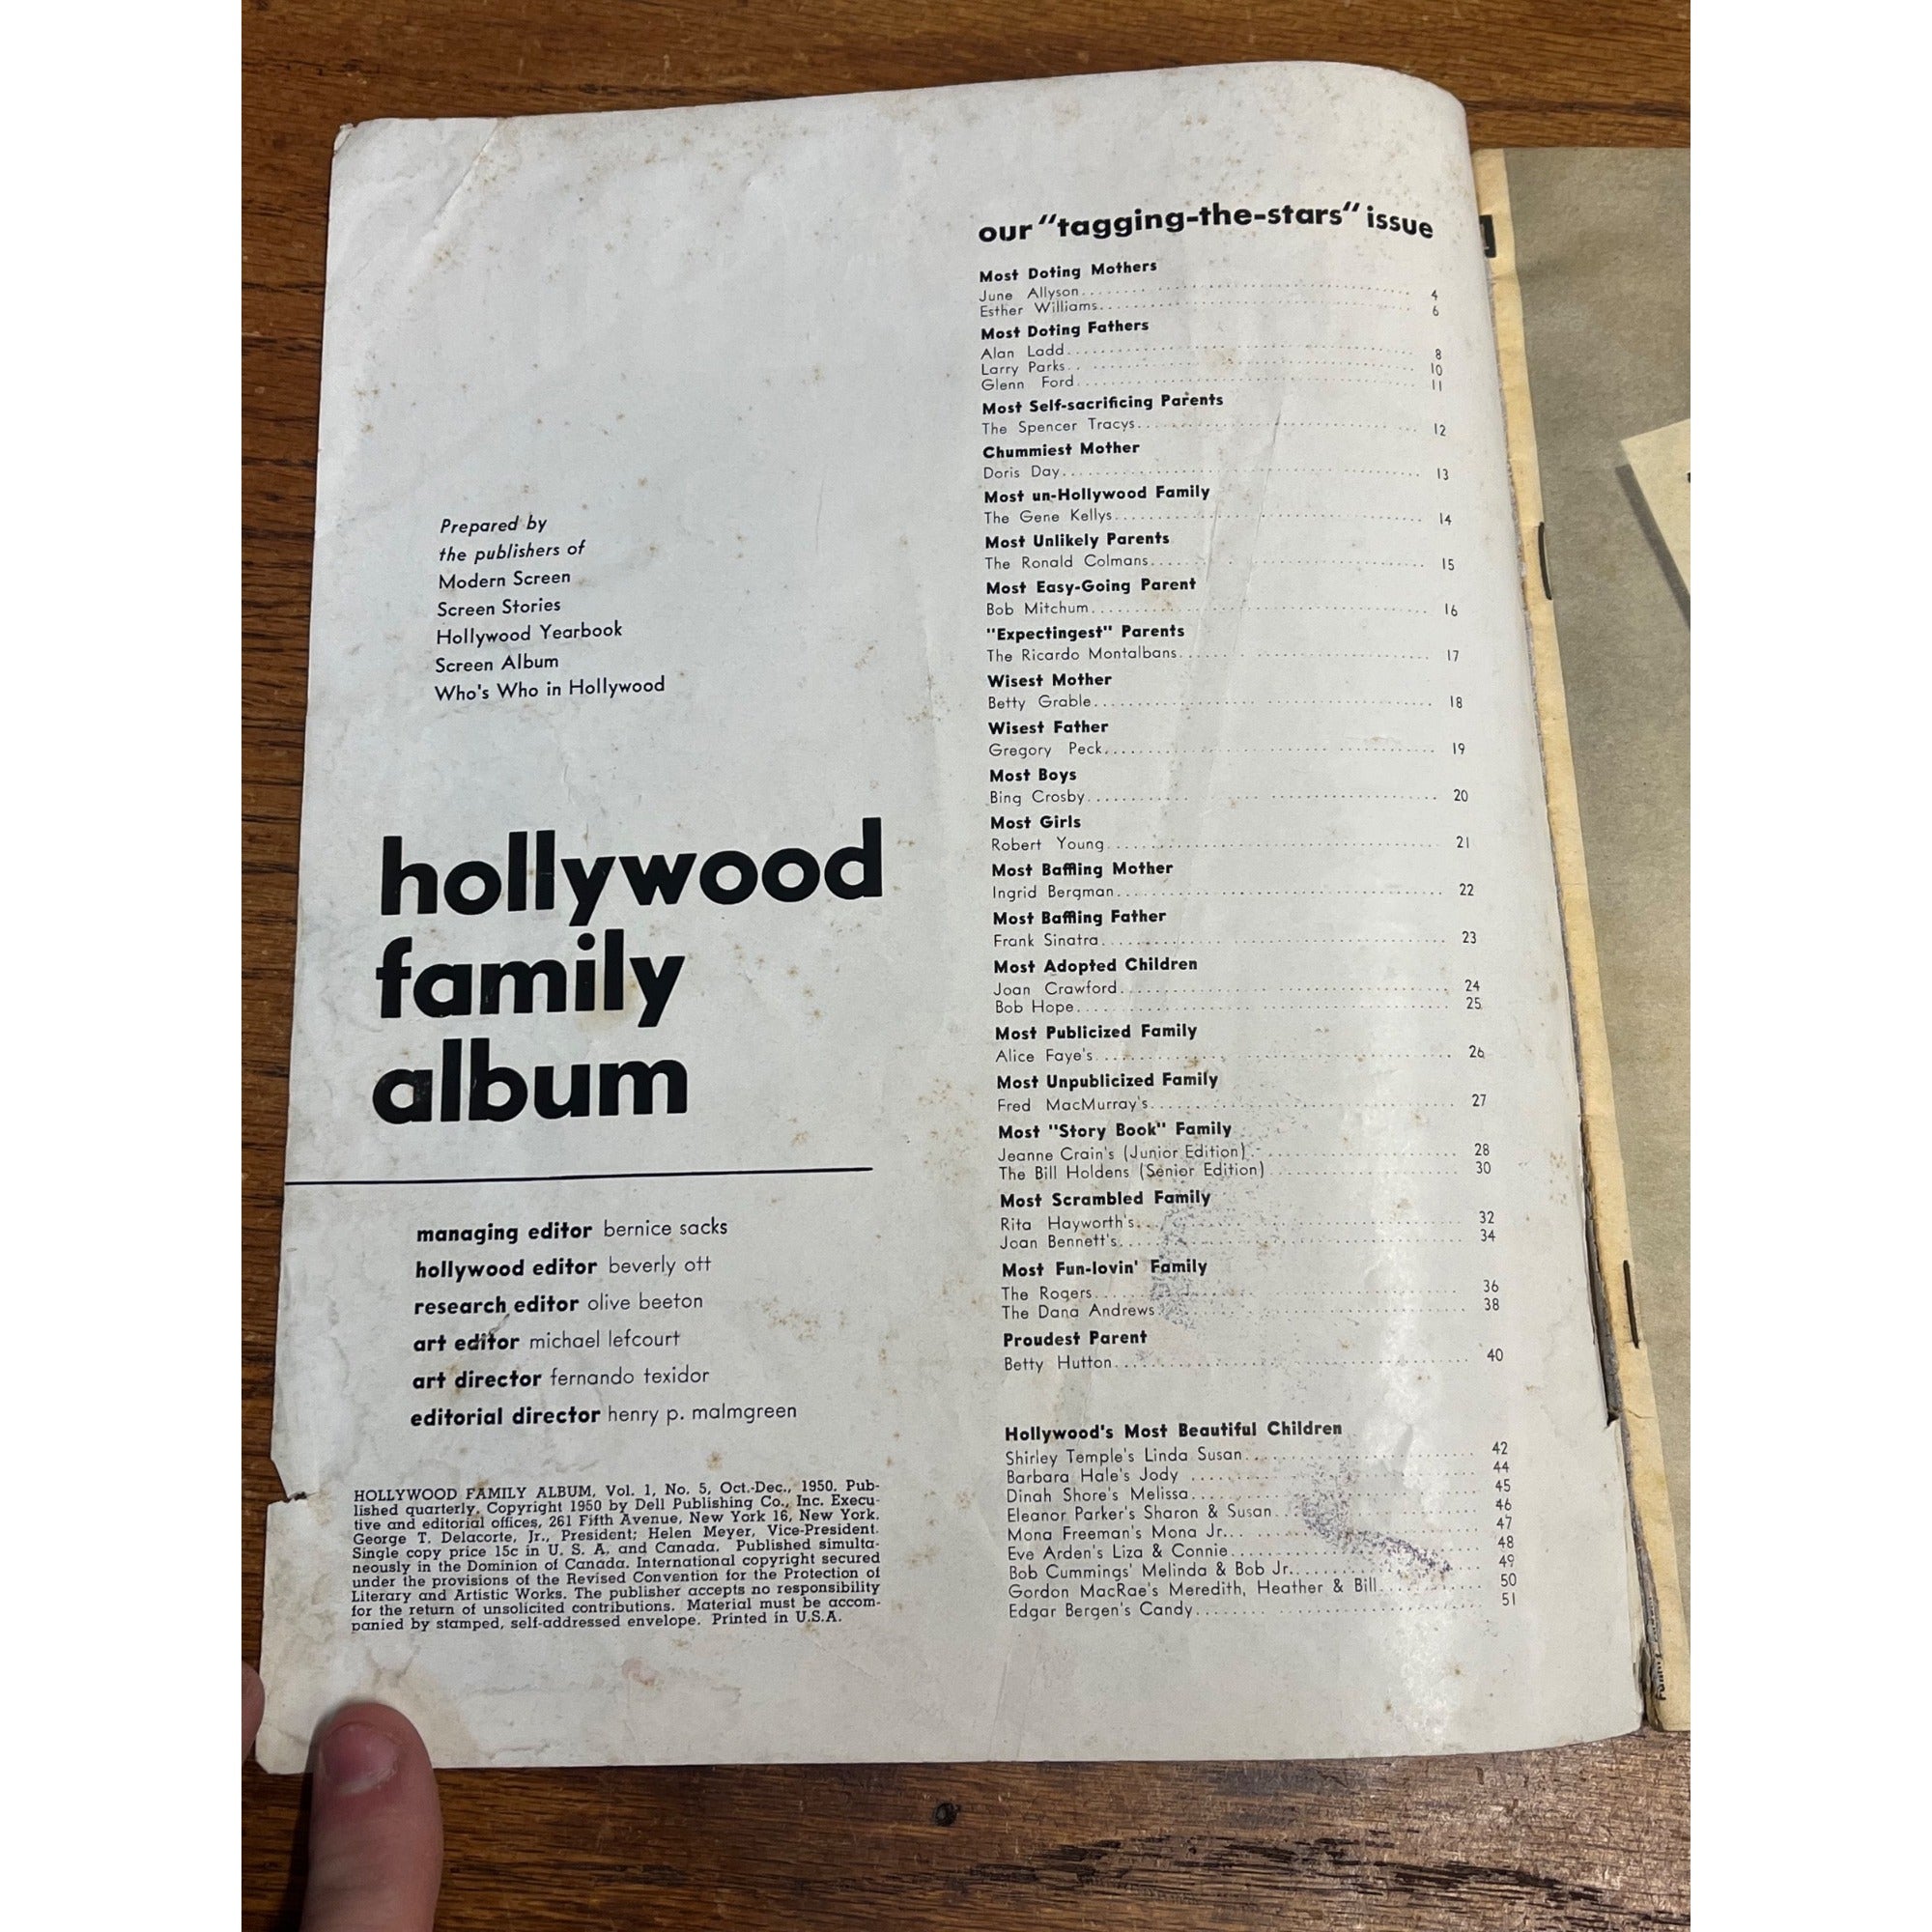 Prepared by
the publishers of
Modern Screen
Screen Stories
Hollywood Yearbook
Screen Album
Who's Who in Hollywood
hollywood
family
album
managing editor bernice sacks
hollywood editor beverly ott
research editor olive beeton
art editor michael lefcourt
art director fernando texidor
editorial director henry p. malmgreen
HOLLYWOOD FAMILY ALBUM, Vol. 1, No. 5, Oct.-Dec., 1950. Pub-
lished quarterly. Copyright 1950 by Dell Publishing Co., Inc. Execu-
tive and editorial offices, 261 Fifth Avenue, New York 16, New York.
George T. Delacorte, Jr., President; Helen Meyer, Vice-President.
Single copy price 15c in U. S. A. and Canada. Published simulta-
neously in the Dominion of Canada. International copyright secured
under the provisions of the Revised Convention for the Protection of
Literary and Artistic Works. The publisher accepts no responsibility
for the return of unsolicited contributions. Material must be accom-
panied by stamped, self-addressed envelope. Printed in U.S.A.
our "tagging-the-stars" issue
Most Doting Mothers
June Allyson 4
Esther Williams 6
Most Doting Fathers
Alan Ladd 8
Larry Parks 10
Glenn Ford 11
Most Self-sacrificing Parents
The Spencer Tracys 12
Chummiest Mother
Doris Day 13
Most un-Hollywood Family
The Gene Kellys 14
Most Unlikely Parents
The Ronald Colmans 15
Most Easy-Going Parent
Bob Mitchum 16
"Expectingest" Parents
The Ricardo Montalbans 17
Wisest Mother
Betty Grable 18
Wisest Father
Gregory Peck 19
Most Boys
Bing Crosby 20
Most Girls
Robert Young 21
Most Baffling Mother
Ingrid Bergman 22
Most Baffling Father
Frank Sinatra 23
Most Adopted Children
Joan Crawford 24
Bob Hope 25
Most Publicized Family
Alice Faye's 26
Most Unpublicized Family
Fred MacMurray's 27
Most "Story Book" Family
Jeanne Crain's (Junior Edition) 28
The Bill Holdens (Senior Edition) 30
Most Scrambled Family
Rita Hayworth's 32
Joan Bennett's 34
Most Fun-lovin' Family
The Rogers 36
The Dana Andrews 38
Proudest Parent
Betty Hutton 40
Hollywood's Most Beautiful Children
Shirley Temple's Linda Susan 42
Barbara Hale's Jody 44
Dinah Shore's Melissa 45
Eleanor Parker's Sharon & Susan 46
Mona Freeman's Mona Jr. 47
Eve Arden's Liza & Connie 48
Bob Cummings' Melinda & Bob Jr. 49
Gordon MacRae's Meredith, Heather & Bill 50
Edgar Bergen's Candy 51